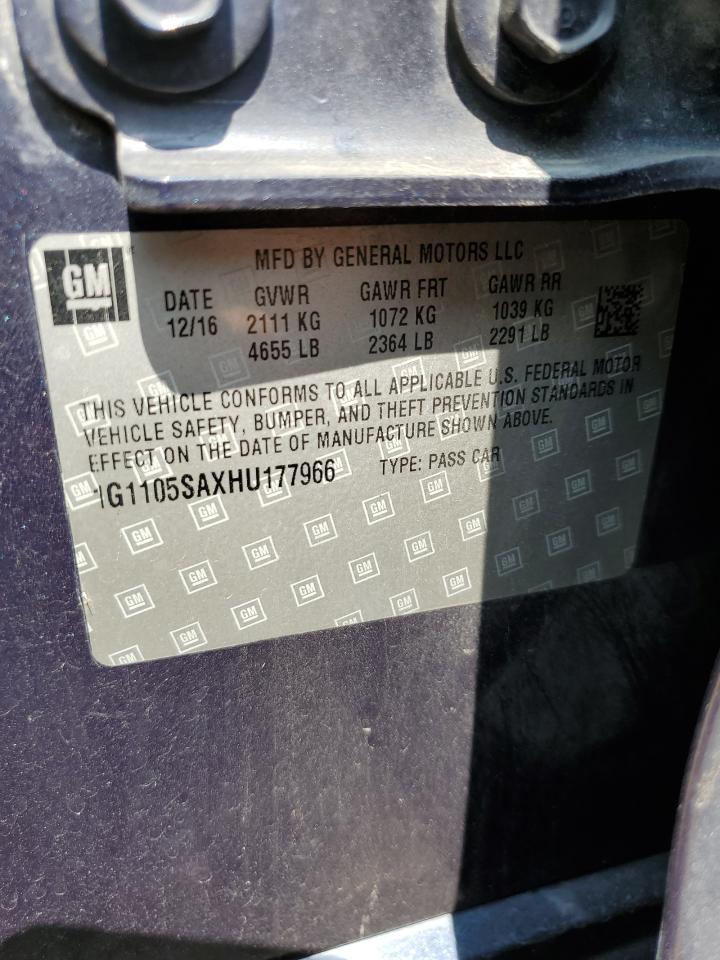 GM
MFD BY GENERAL MOTORS LLC
DATE GVWR GAWR FRT GAWR RR
12/16 2111 KG 1072 KG 1039 KG
4655 LB 2364 LB 2291 LB
THIS VEHICLE CONFORMS TO ALL APPLICABLE U.S. FEDERAL MOTOR
VEHICLE SAFETY, BUMPER, AND THEFT PREVENTION STANDARDS IN
EFFECT ON THE DATE OF MANUFACTURE SHOWN ABOVE.
1G1105SAXHU177966 TYPE: PASS CAR